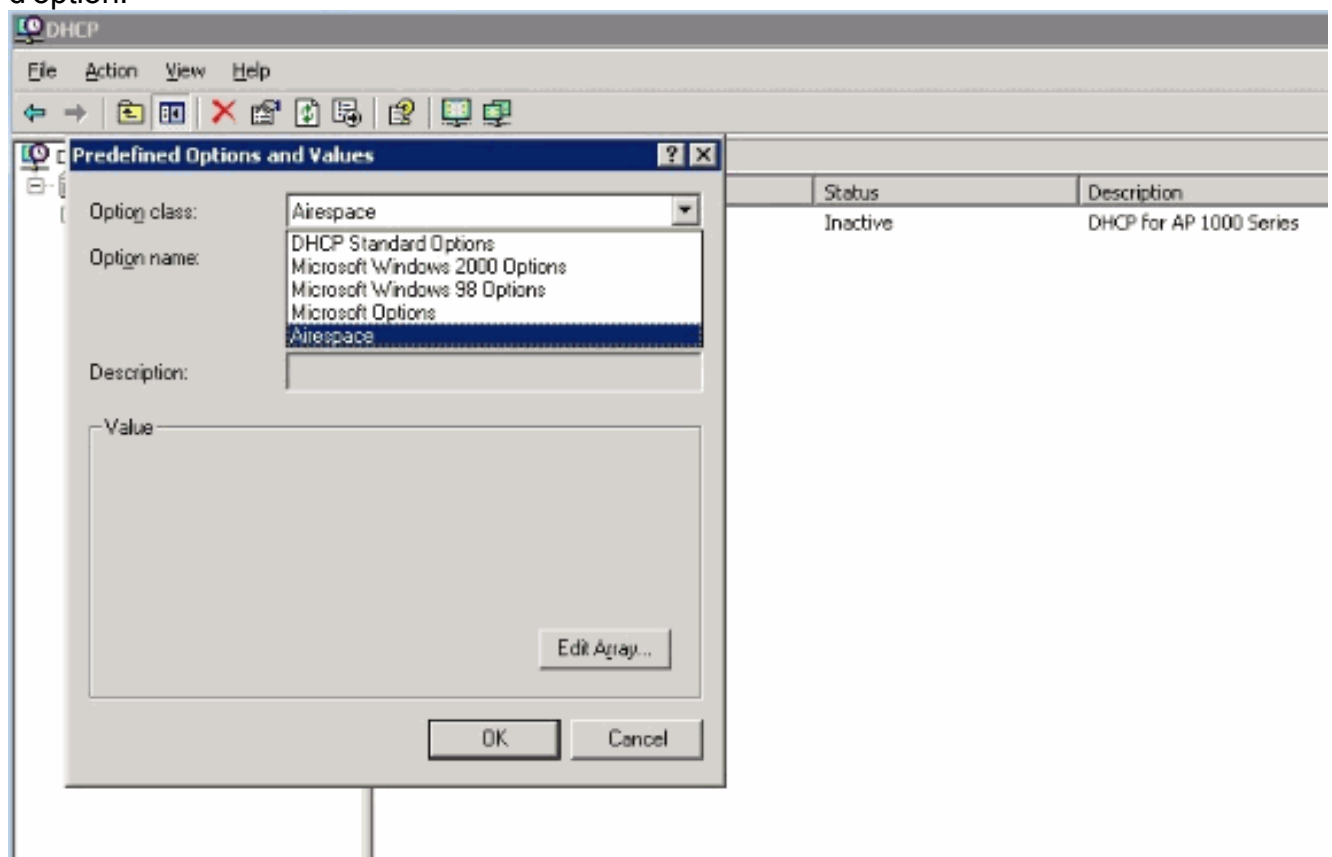 d'option.
DHCP
File Action View Help
Predefined Options and Values
Status Description
Option class: Airespace
Inactive DHCP for AP 1000 Series
DHCP Standard Options
Option name:
Microsoft Windows 2000 Options
Microsoft Windows 98 Options
Microsoft Options
Airespace
Description:
Value
Edit Array...
OK Cancel